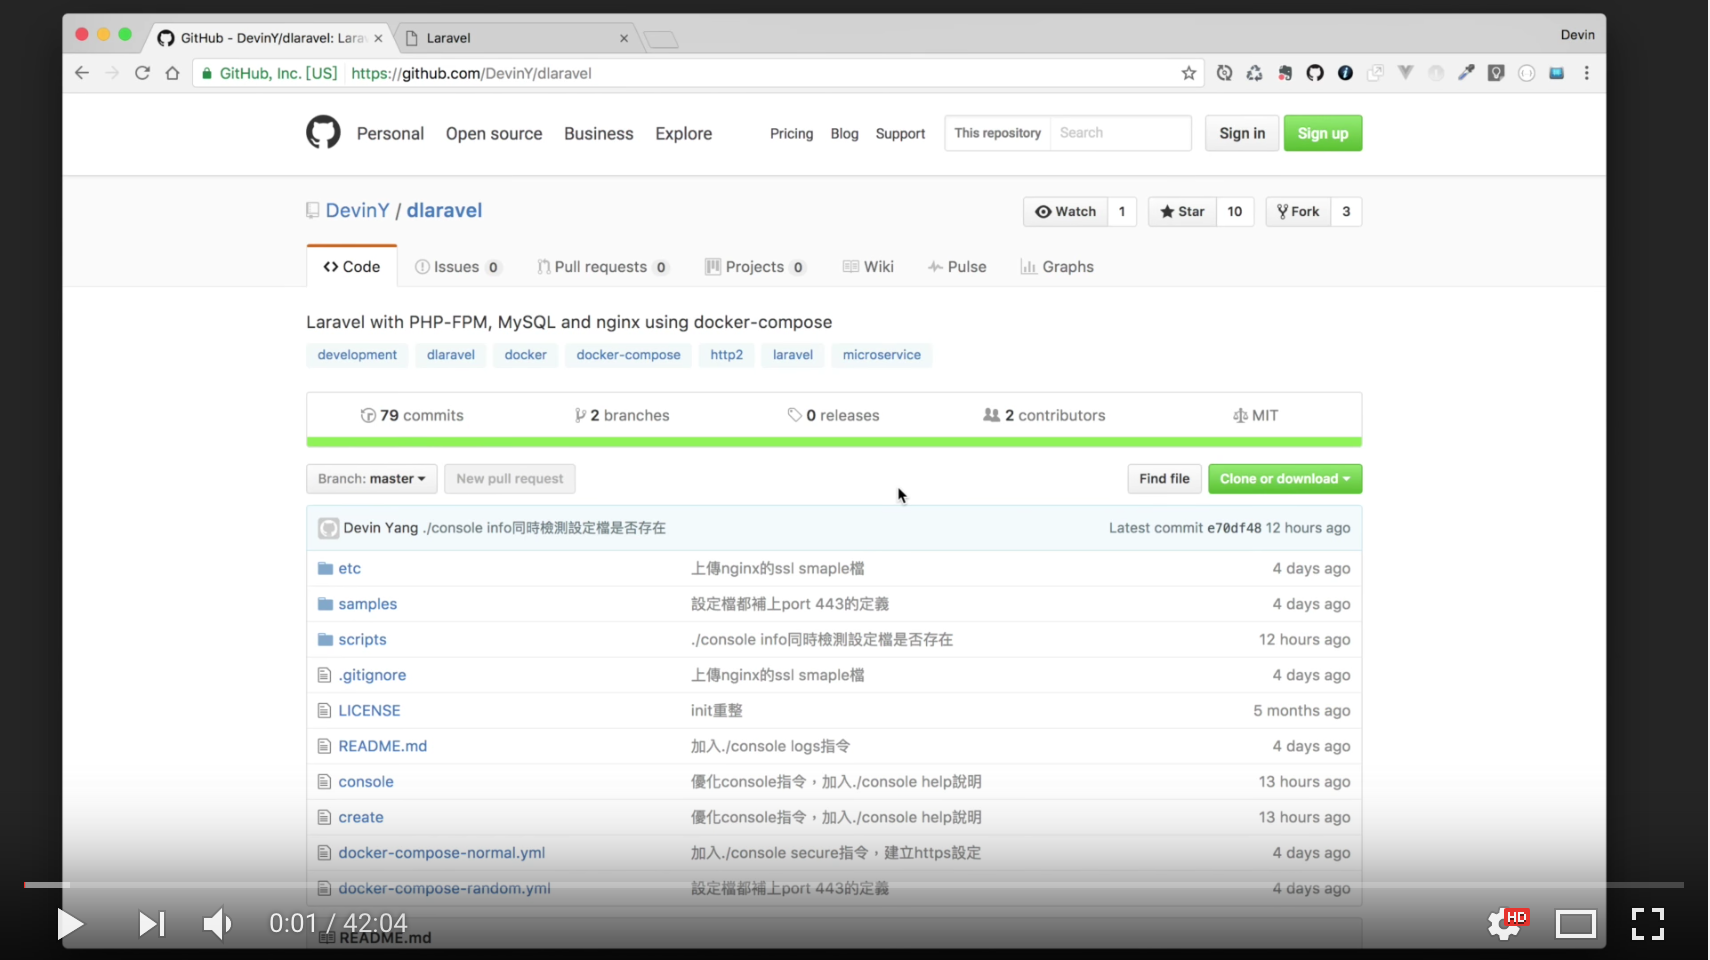 GitHub - DevinY/dlaravel: Lara
Laravel
Devin
GitHub, Inc. [US] https://github.com/DevinY/dlaravel
Personal Open source Business Explore Pricing Blog Support This repository Search Sign in Sign up
DevinY / dlaravel Watch 1 Star 10 Fork 3
Code Issues 0 Pull requests 0 Projects 0 Wiki Pulse Graphs
Laravel with PHP-FPM, MySQL and nginx using docker-compose
development dlaravel docker docker-compose http2 laravel microservice
79 commits 2 branches 0 releases 2 contributors MIT
Branch: master New pull request Find file Clone or download
Devin Yang ./console info同時檢測設定檔是否存在 Latest commit e70df48 12 hours ago
etc 上傳nginx的ssl smaple檔 4 days ago
samples 設定檔都補上port 443的定義 4 days ago
scripts ./console info同時檢測設定檔是否存在 12 hours ago
.gitignore 上傳nginx的ssl smaple檔 4 days ago
LICENSE init重整 5 months ago
README.md 加入./console logs指令 4 days ago
console 優化console指令，加入./console help說明 13 hours ago
create 優化console指令，加入./console help說明 13 hours ago
docker-compose-normal.yml 加入./console secure指令，建立https設定 4 days ago
docker-compose-random.yml 設定檔都補上port 443的定義 4 days ago
0:01 / 42:04 HD
README.md